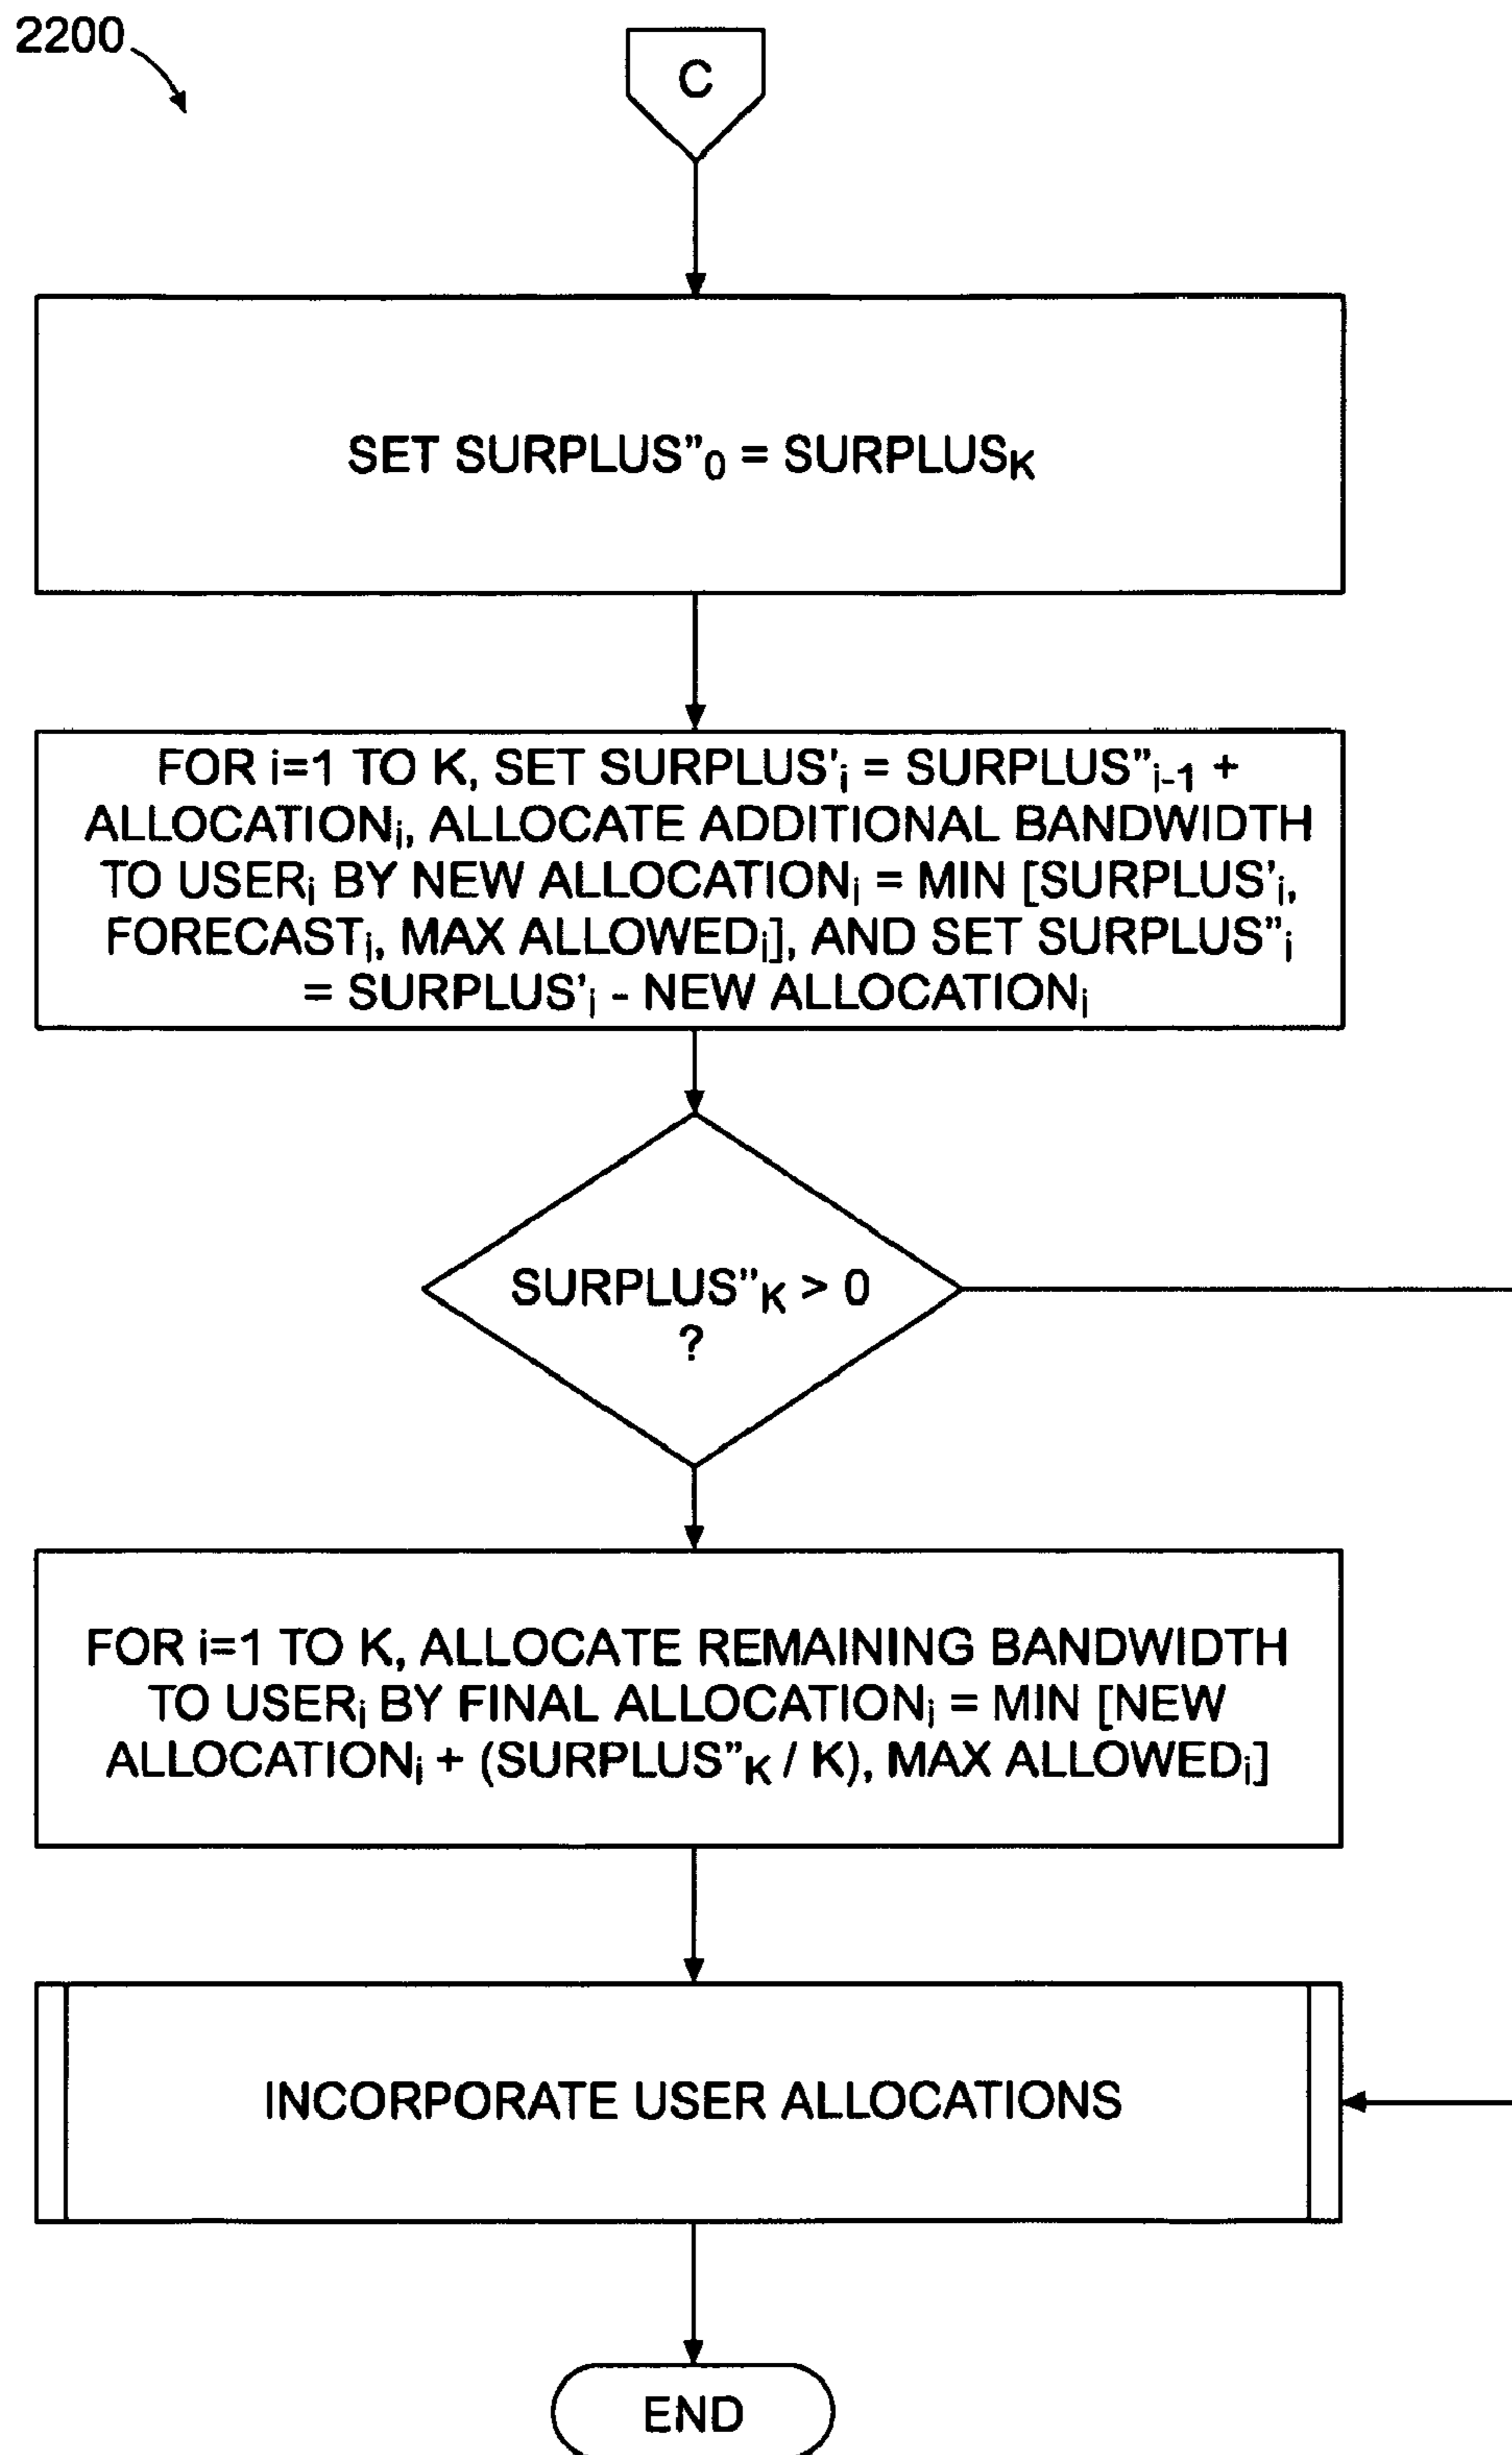 2200
C
SET SURPLUS”₀ = SURPLUSₖ
FOR i=1 TO K, SET SURPLUS'ᵢ = SURPLUS”ᵢ₋₁ +
ALLOCATIONᵢ, ALLOCATE ADDITIONAL BANDWIDTH
TO USERᵢ BY NEW ALLOCATIONᵢ = MIN [SURPLUS'ᵢ,
FORECASTᵢ, MAX ALLOWEDᵢ], AND SET SURPLUS”ᵢ
= SURPLUS'ᵢ - NEW ALLOCATIONᵢ
SURPLUS”ₖ > 0
?
FOR i=1 TO K, ALLOCATE REMAINING BANDWIDTH
TO USERᵢ BY FINAL ALLOCATIONᵢ = MIN [NEW
ALLOCATIONᵢ + (SURPLUS”ₖ / K), MAX ALLOWEDᵢ]
INCORPORATE USER ALLOCATIONS
END